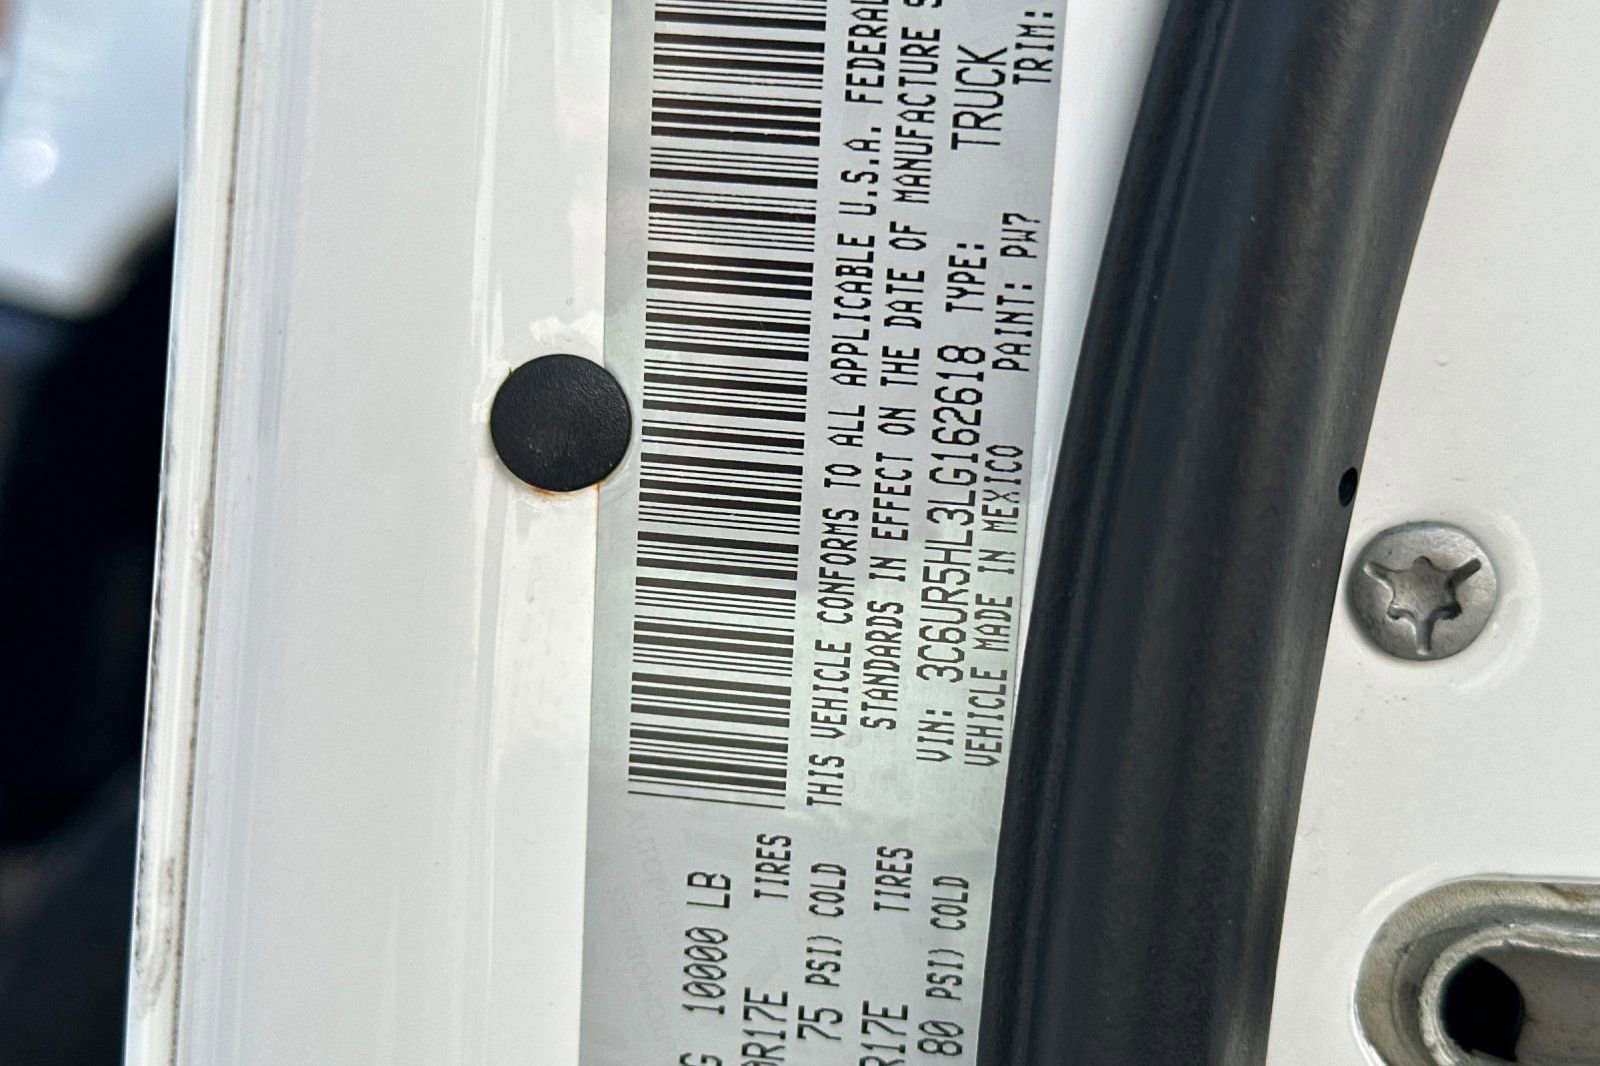 G 10000 LB
R17E TIRES
75 PSI) COLD
R17E TIRES
80 PSI) COLD
THIS VEHICLE CONFORMS TO ALL APPLICABLE U.S.A. FEDERAL
STANDARDS IN EFFECT ON THE DATE OF MANUFACTURE S
VIN: 3C6UR5HL3LG162618 TYPE: TRUCK
VEHICLE MADE IN MEXICO PAINT: PW7 TRIM: